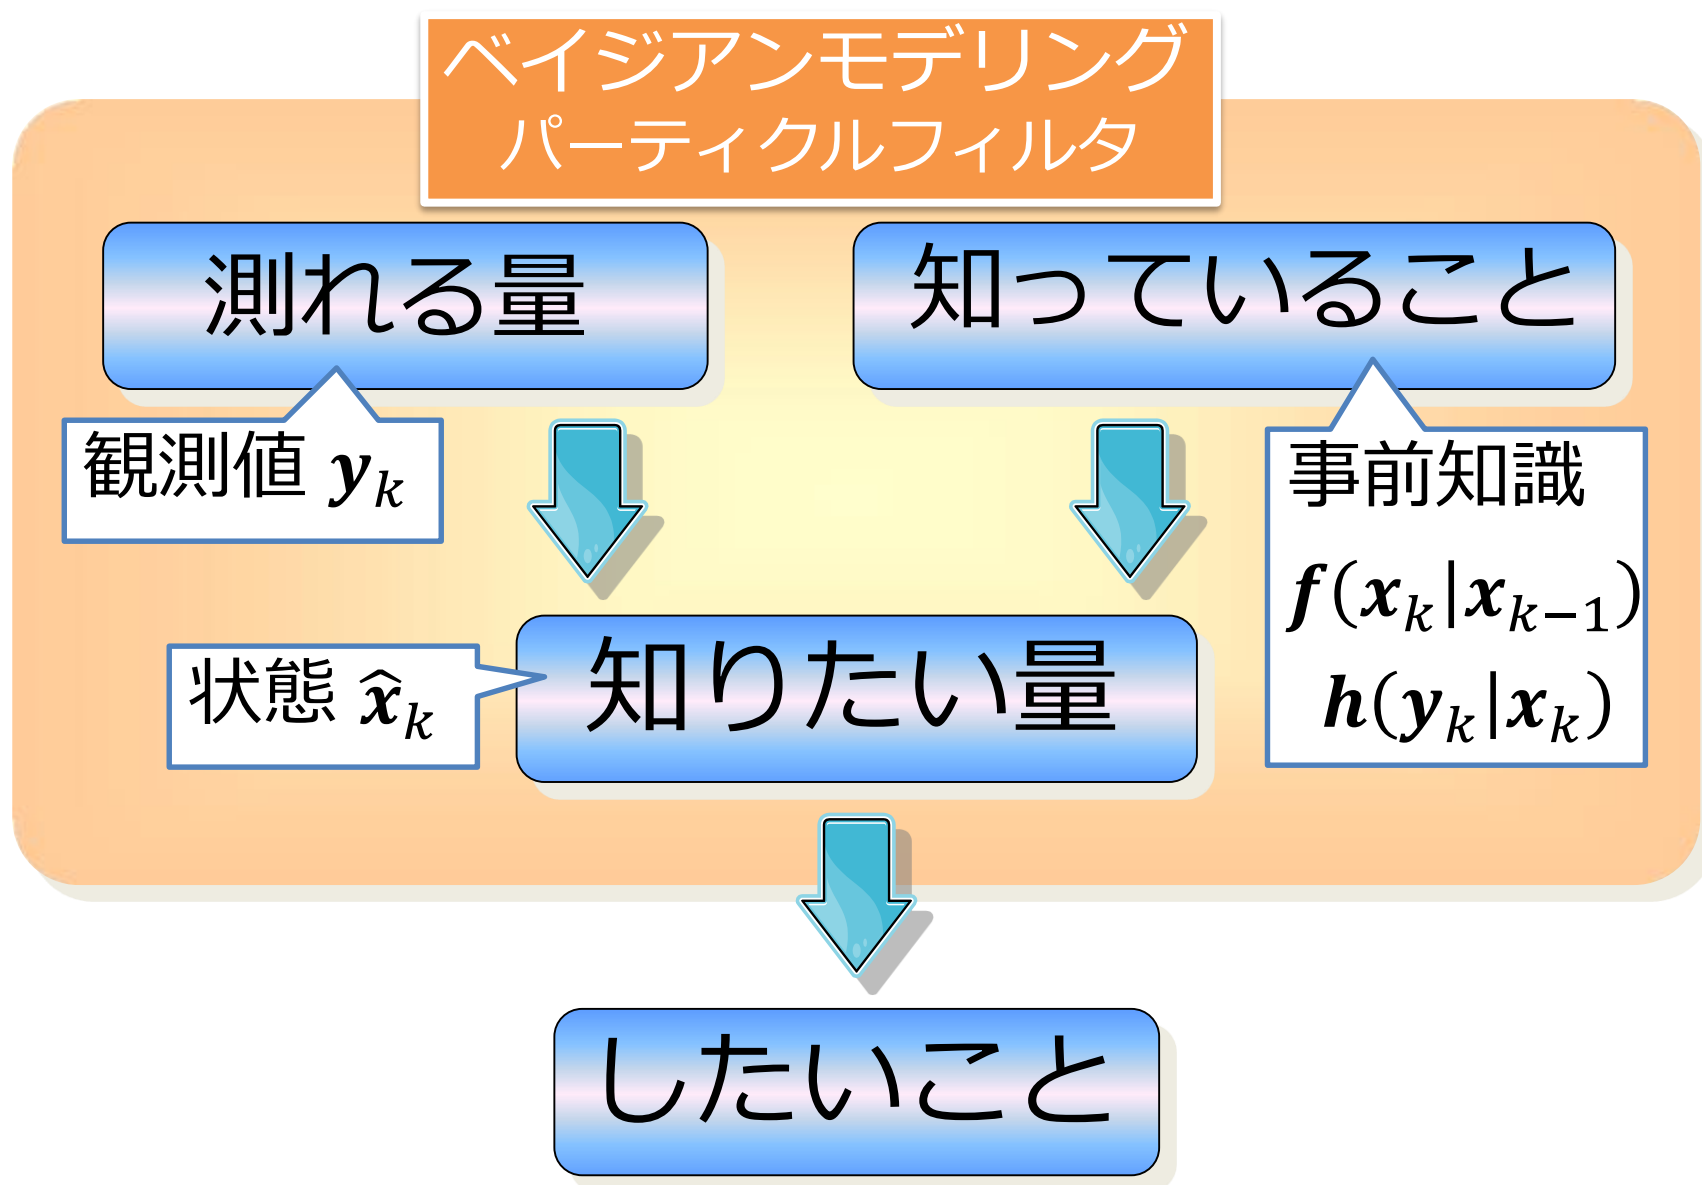 ベイジアンモデリング
パーティクルフィルタ
測れる量
知っていること
観測値 𝒚ₖ
事前知識
𝒇(𝒙ₖ|𝒙ₖ₋₁)
𝒉(𝒚ₖ|𝒙ₖ)
状態 𝒙̂ₖ
知りたい量
したいこと